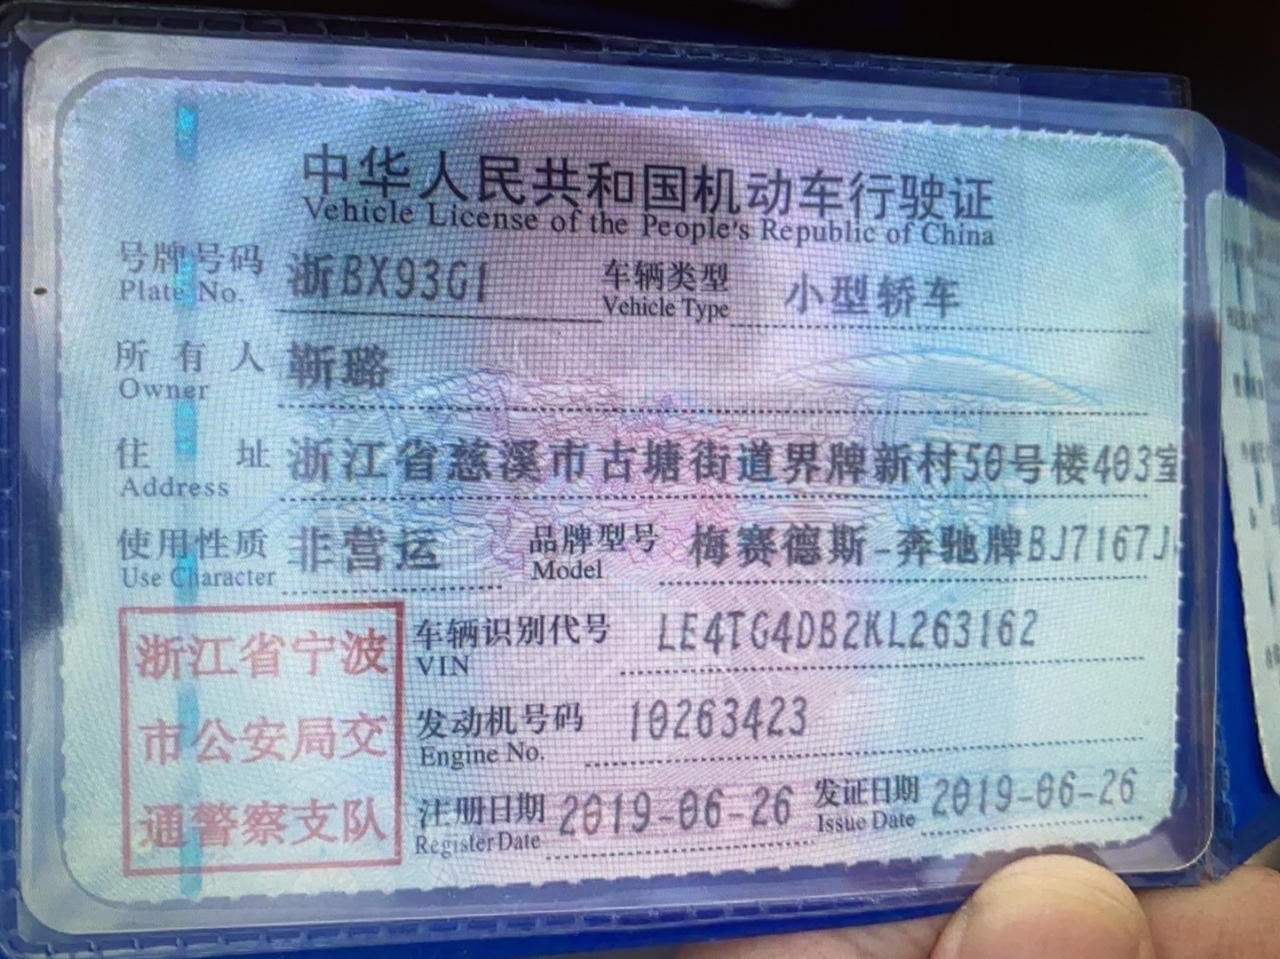 中华人民共和国机动车行驶证
Vehicle License of the People's Republic of China
号牌号码 浙BX93G1 车辆类型 小型轿车
Plate No. Vehicle Type
所有人 靳璐
Owner
住址 浙江省慈溪市古塘街道界牌新村50号楼403室
Address
使用性质 非营运 品牌型号 梅赛德斯-奔驰牌BJ7167J
Use Character Model
浙江省宁波
市公安局交
通警察支队
车辆识别代号 LE4TG4DB2KL263162
VIN
发动机号码 10263423
Engine No.
注册日期 2019-06-26 发证日期 2019-06-26
Register Date Issue Date